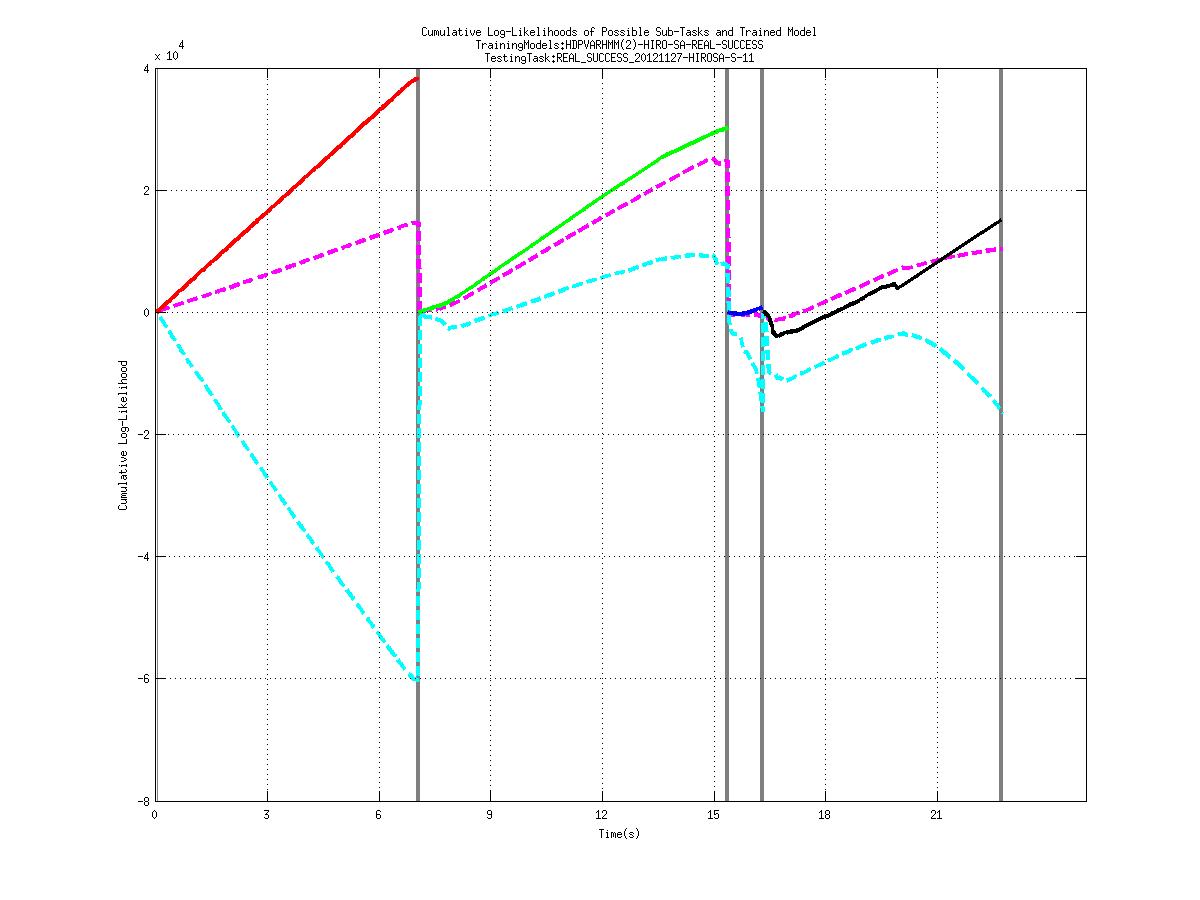 Cumulative Log-Likelihoods of Possible Sub-Tasks and Trained Model
TrainingModels:HDPVARHMM(2)-HIRO-SA-REAL-SUCCESS
TestingTask:REAL_SUCCESS_20121127-HIROSA-S-11
x 10^4
4
2
0
-2
-4
-6
-8
Cumulative Log-Likelihood
0 3 6 9 12 15 18 21
Time(s)